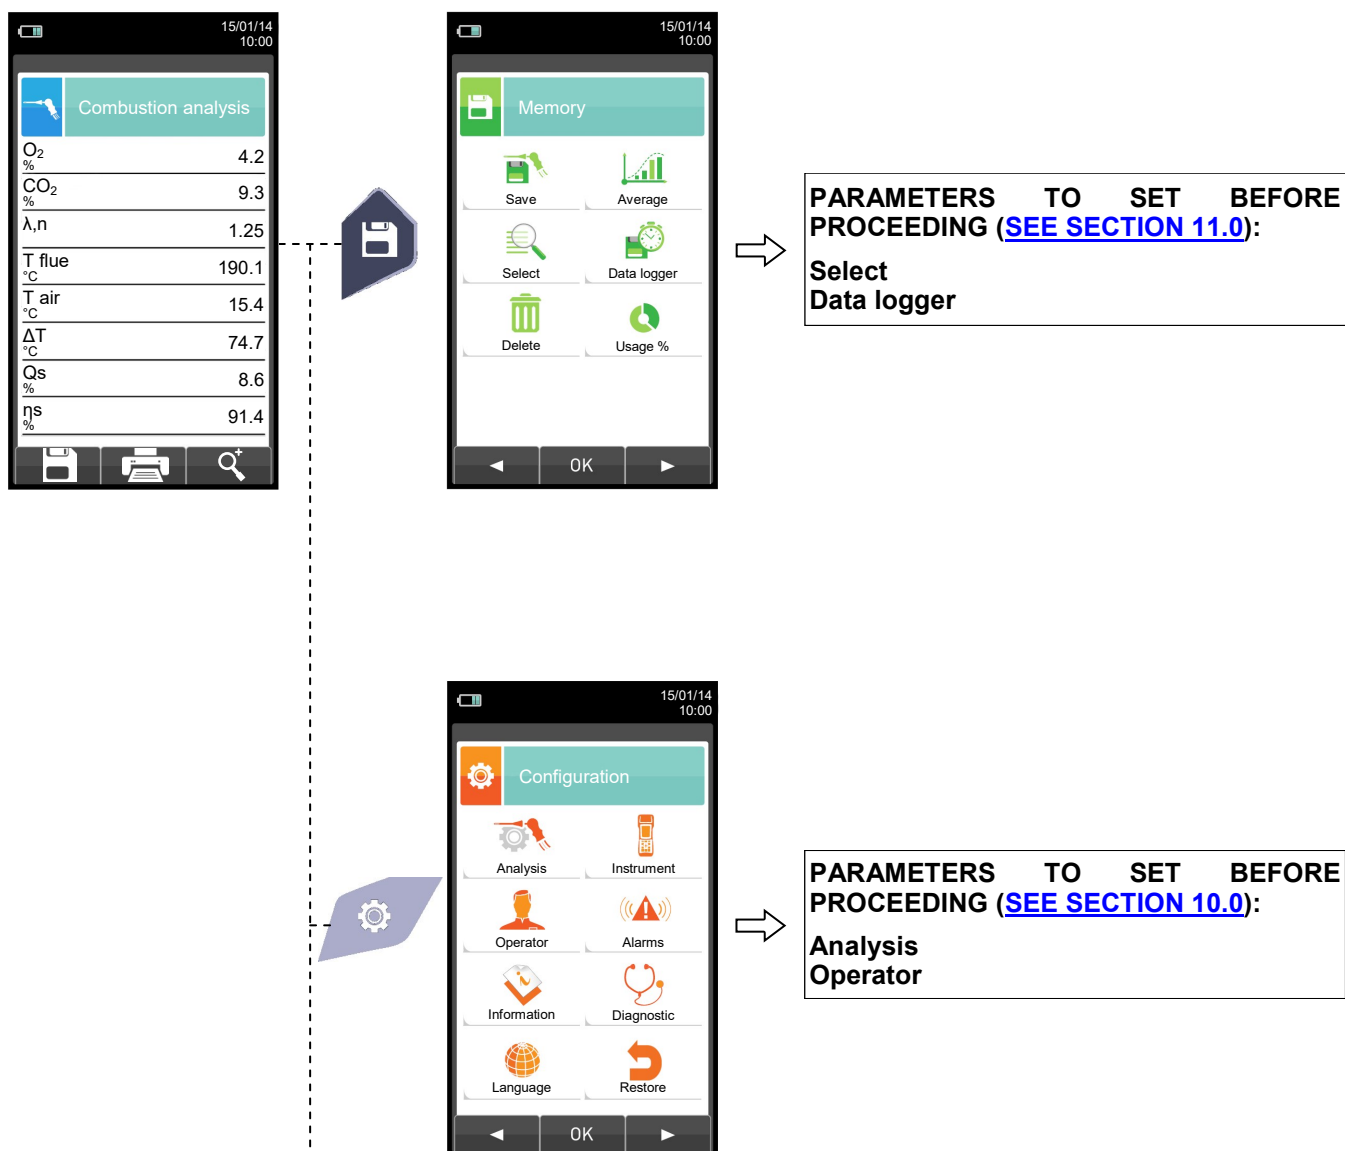 15/01/14
10:00
Combustion analysis
O₂
%
4.2
CO₂
%
9.3
λ,n
1.25
T flue
°C
190.1
T air
°C
15.4
ΔT
°C
74.7
Qs
%
8.6
ηs
%
91.4
15/01/14
10:00
Memory
Save
Average
Select
Data logger
Delete
Usage %
OK
PARAMETERS TO SET BEFORE
PROCEEDING (SEE SECTION 11.0):
Select
Data logger
15/01/14
10:00
Configuration
Analysis
Instrument
Operator
Alarms
Information
Diagnostic
Language
Restore
OK
PARAMETERS TO SET BEFORE
PROCEEDING (SEE SECTION 10.0):
Analysis
Operator